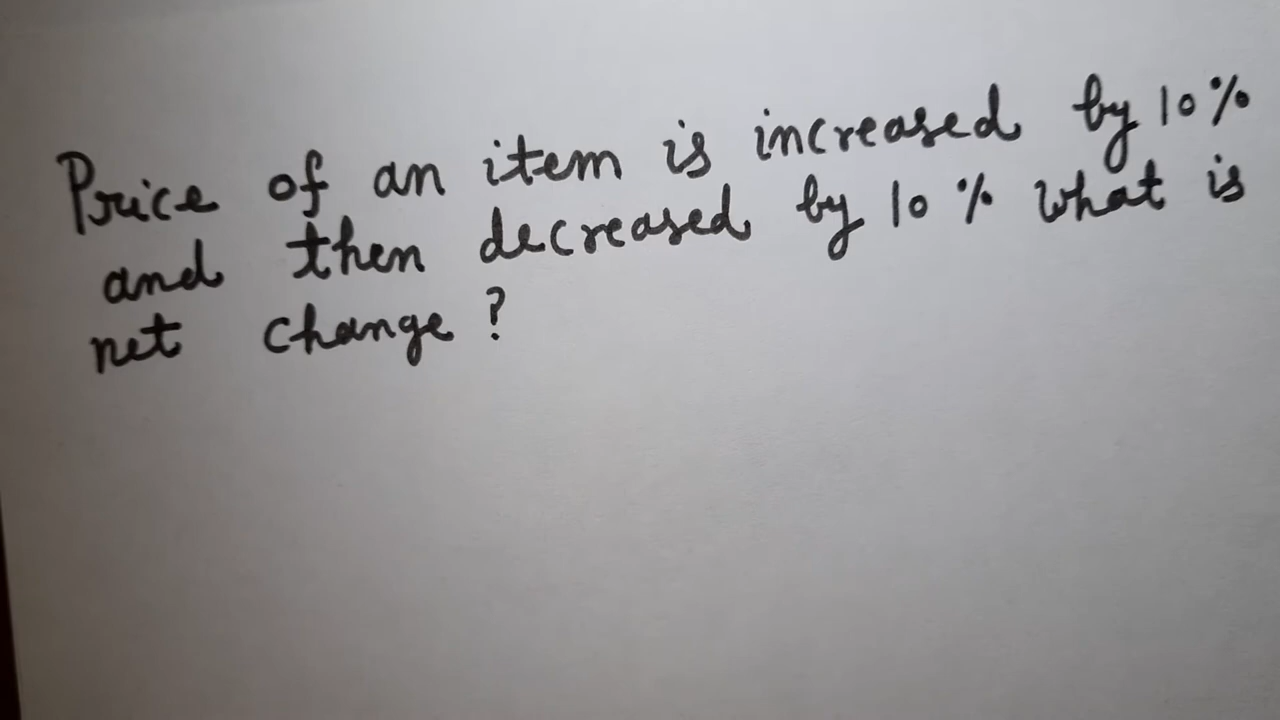 Price of an item is increased by 10%
and then decreased by 10% what is
net change?